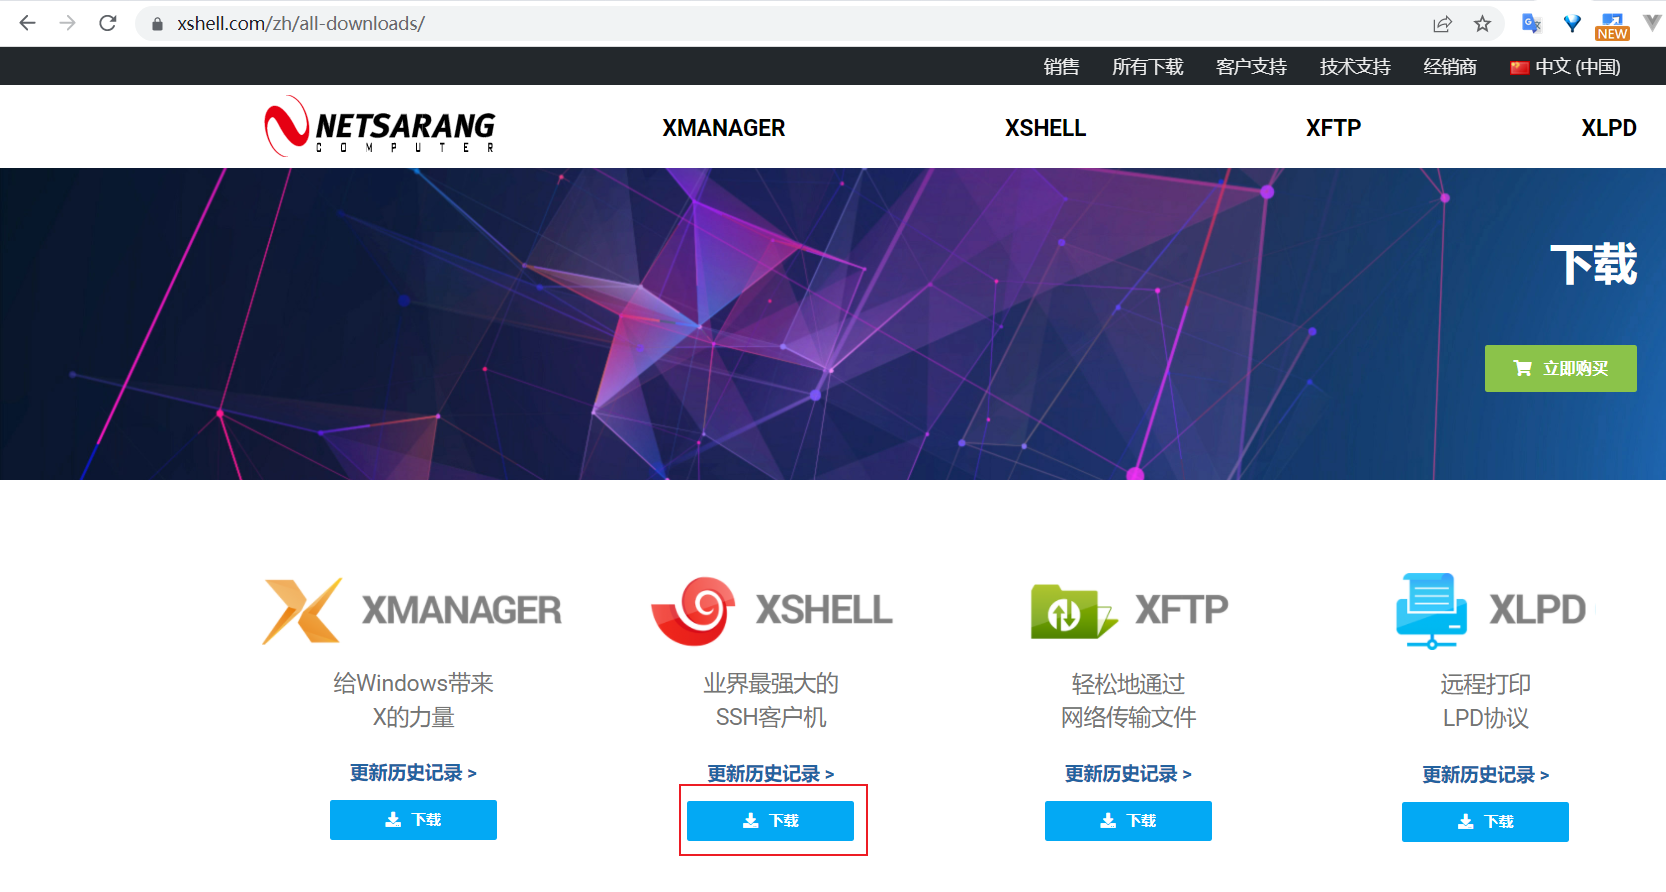 xshell.com/zh/all-downloads/
NEW
销售 所有下载 客户支持 技术支持 经销商 中文 (中国)
NETSARANG
COMPUTER
XMANAGER XSHELL XFTP XLPD
下载
立即购买
XMANAGER
给Windows带来
X的力量
更新历史记录 >
下载
XSHELL
业界最强大的
SSH客户机
更新历史记录 >
下载
XFTP
轻松地通过
网络传输文件
更新历史记录 >
下载
XLPD
远程打印
LPD协议
更新历史记录 >
下载